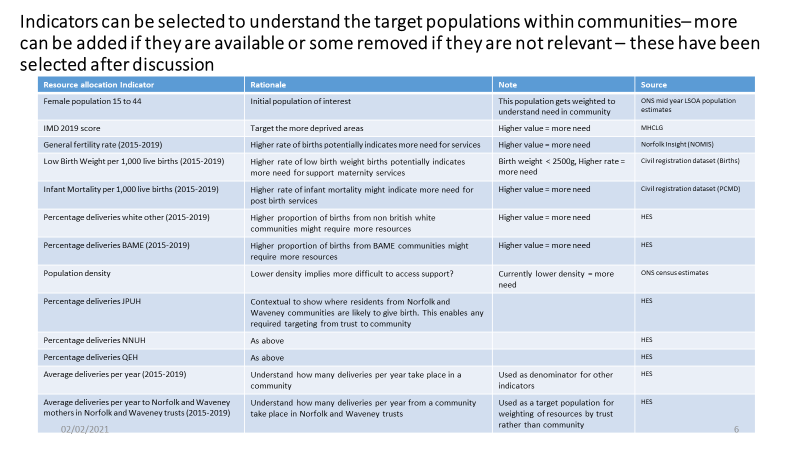 Indicators can be selected to understand the target populations within communities– more
can be added if they are available or some removed if they are not relevant – these have been
selected after discussion
Resource allocation Indicator Rationale Note Source
Female population 15 to 44 Initial population of interest This population gets weighted to ONS mid year LSOA population
understand need in community estimates
IMD 2019 score Target the more deprived areas Higher value = more need MHCLG
General fertility rate (2015-2019) Higher rate of births potentially indicates more need for services Higher value = more need Norfolk Insight (NOMIS)
Low Birth Weight per 1,000 live births (2015-2019) Higher rate of low birth weight births potentially indicates Birth weight < 2500g, Higher rate = Civil registration dataset (Births)
more need for support maternity services more need
Infant Mortality per 1,000 live births (2015-2019) Higher rate of infant mortality might indicate more need for Higher value = more need Civil registration dataset (PCMD)
post birth services
Percentage deliveries white other (2015-2019) Higher proportion of births from non british white Higher value = more need HES
communities might require more resources
Percentage deliveries BAME (2015-2019) Higher proportion of births from BAME communities might Higher value = more need HES
require more resources
Population density Lower density implies more difficult to access support? Currently lower density = more ONS census estimates
need
Percentage deliveries JPUH Contextual to show where residents from Norfolk and HES
Waveney communities are likely to give birth. This enables any
required targeting from trust to community
Percentage deliveries NNUH As above HES
Percentage deliveries QEH As above HES
Average deliveries per year (2015-2019) Understand how many deliveries per year take place in a Used as denominator for other HES
community indicators
Average deliveries per year to Norfolk and Waveney Understand how many deliveries per year from a community Used as a target population for HES
mothers in Norfolk and Waveney trusts (2015-2019) take place in Norfolk and Waveney trusts weighting of resources by trust
rather than community
02/02/2021 6